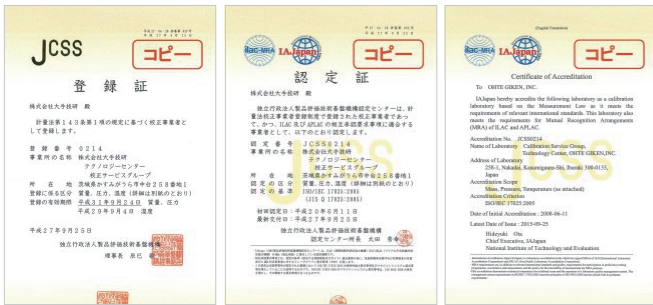 JCSS
コピー
登 録 証
株式会社大手技研 殿
計量法第143条第1項の規定に基づく校正事業者と
して登録します。
登 録 番 号 0214
事業所の名称 株式会社大手技研
テクノロジーセンター
校正サービスグループ
所 在 地 茨城県かすみがうら市中台258番地1
登録に係る区分 質量、圧力、温度(詳細は別紙のとおり)
登録の有効期間 平成31年9月24日 質量、圧力
平成29年9月4日 温度
平成27年9月25日
独立行政法人製品評価技術基盤機構
理事長 辰巳 敬
ilac-MRA
IAJapan
コピー
認 定 証
株式会社大手技研 殿
独立行政法人製品評価技術基盤機構認定センターは、計
量法校正事業者登録制度で登録された校正事業者であっ
て、かつ、ILAC及びAPLACの相互承認要求事項に適合する
事業者として、以下のとおり認定します。
認 定 番 号 JCSS0214
事業所の名称 株式会社大手技研
テクノロジーセンター
校正サービスグループ
所 在 地 茨城県かすみがうら市中台258番地1
認定の区分 質量、圧力、温度(詳細は別紙のとおり)
認定の基準 ISO/IEC 17025:2005
(JIS Q 17025:2005)
初回認定日:平成20年6月11日
最新交付日:平成27年9月25日
独立行政法人製品評価技術基盤機構
認定センター所長
(English Translation)
ilac-MRA
IAJapan
コピー
Certificate of Accreditation
To OHTE GIKEN, INC.
IAJapan hereby accredits the following laboratory as a calibration
laboratory based on the Measurement Law as it meets the
requirements of relevant international standards. This laboratory also
meets the requirements for Mutual Recognition Arrangements
(MRA) of ILAC and APLAC.
Accreditation No. JCSS0214
Name of Laboratory Calibration Service Group,
Technology Center, OHTE GIKEN, INC.
Address of Laboratory
258-1, Nakadai, Kasumigaura-Shi, Ibaraki 300-0133,
Japan
Accreditation Scope
Mass, Pressure, Temperature (as attached)
Accreditation Criteria
ISO/IEC 17025:2005
Date of Initial Accreditation : 2008-06-11
Latest Date of Issue : 2015-09-25
Hideyuki Ota
Chief Executive, IAJapan
National Institute of Technology and Evaluation